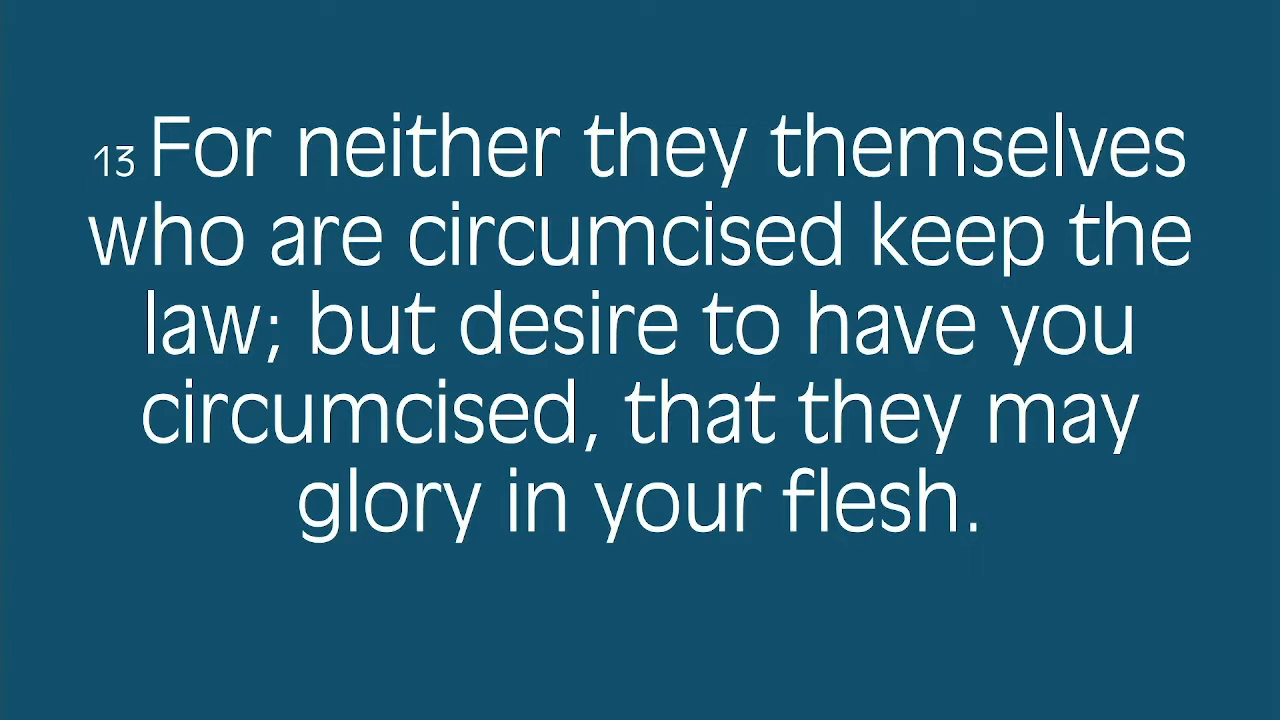 13 For neither they themselves
who are circumcised keep the
law; but desire to have you
circumcised, that they may
glory in your flesh.